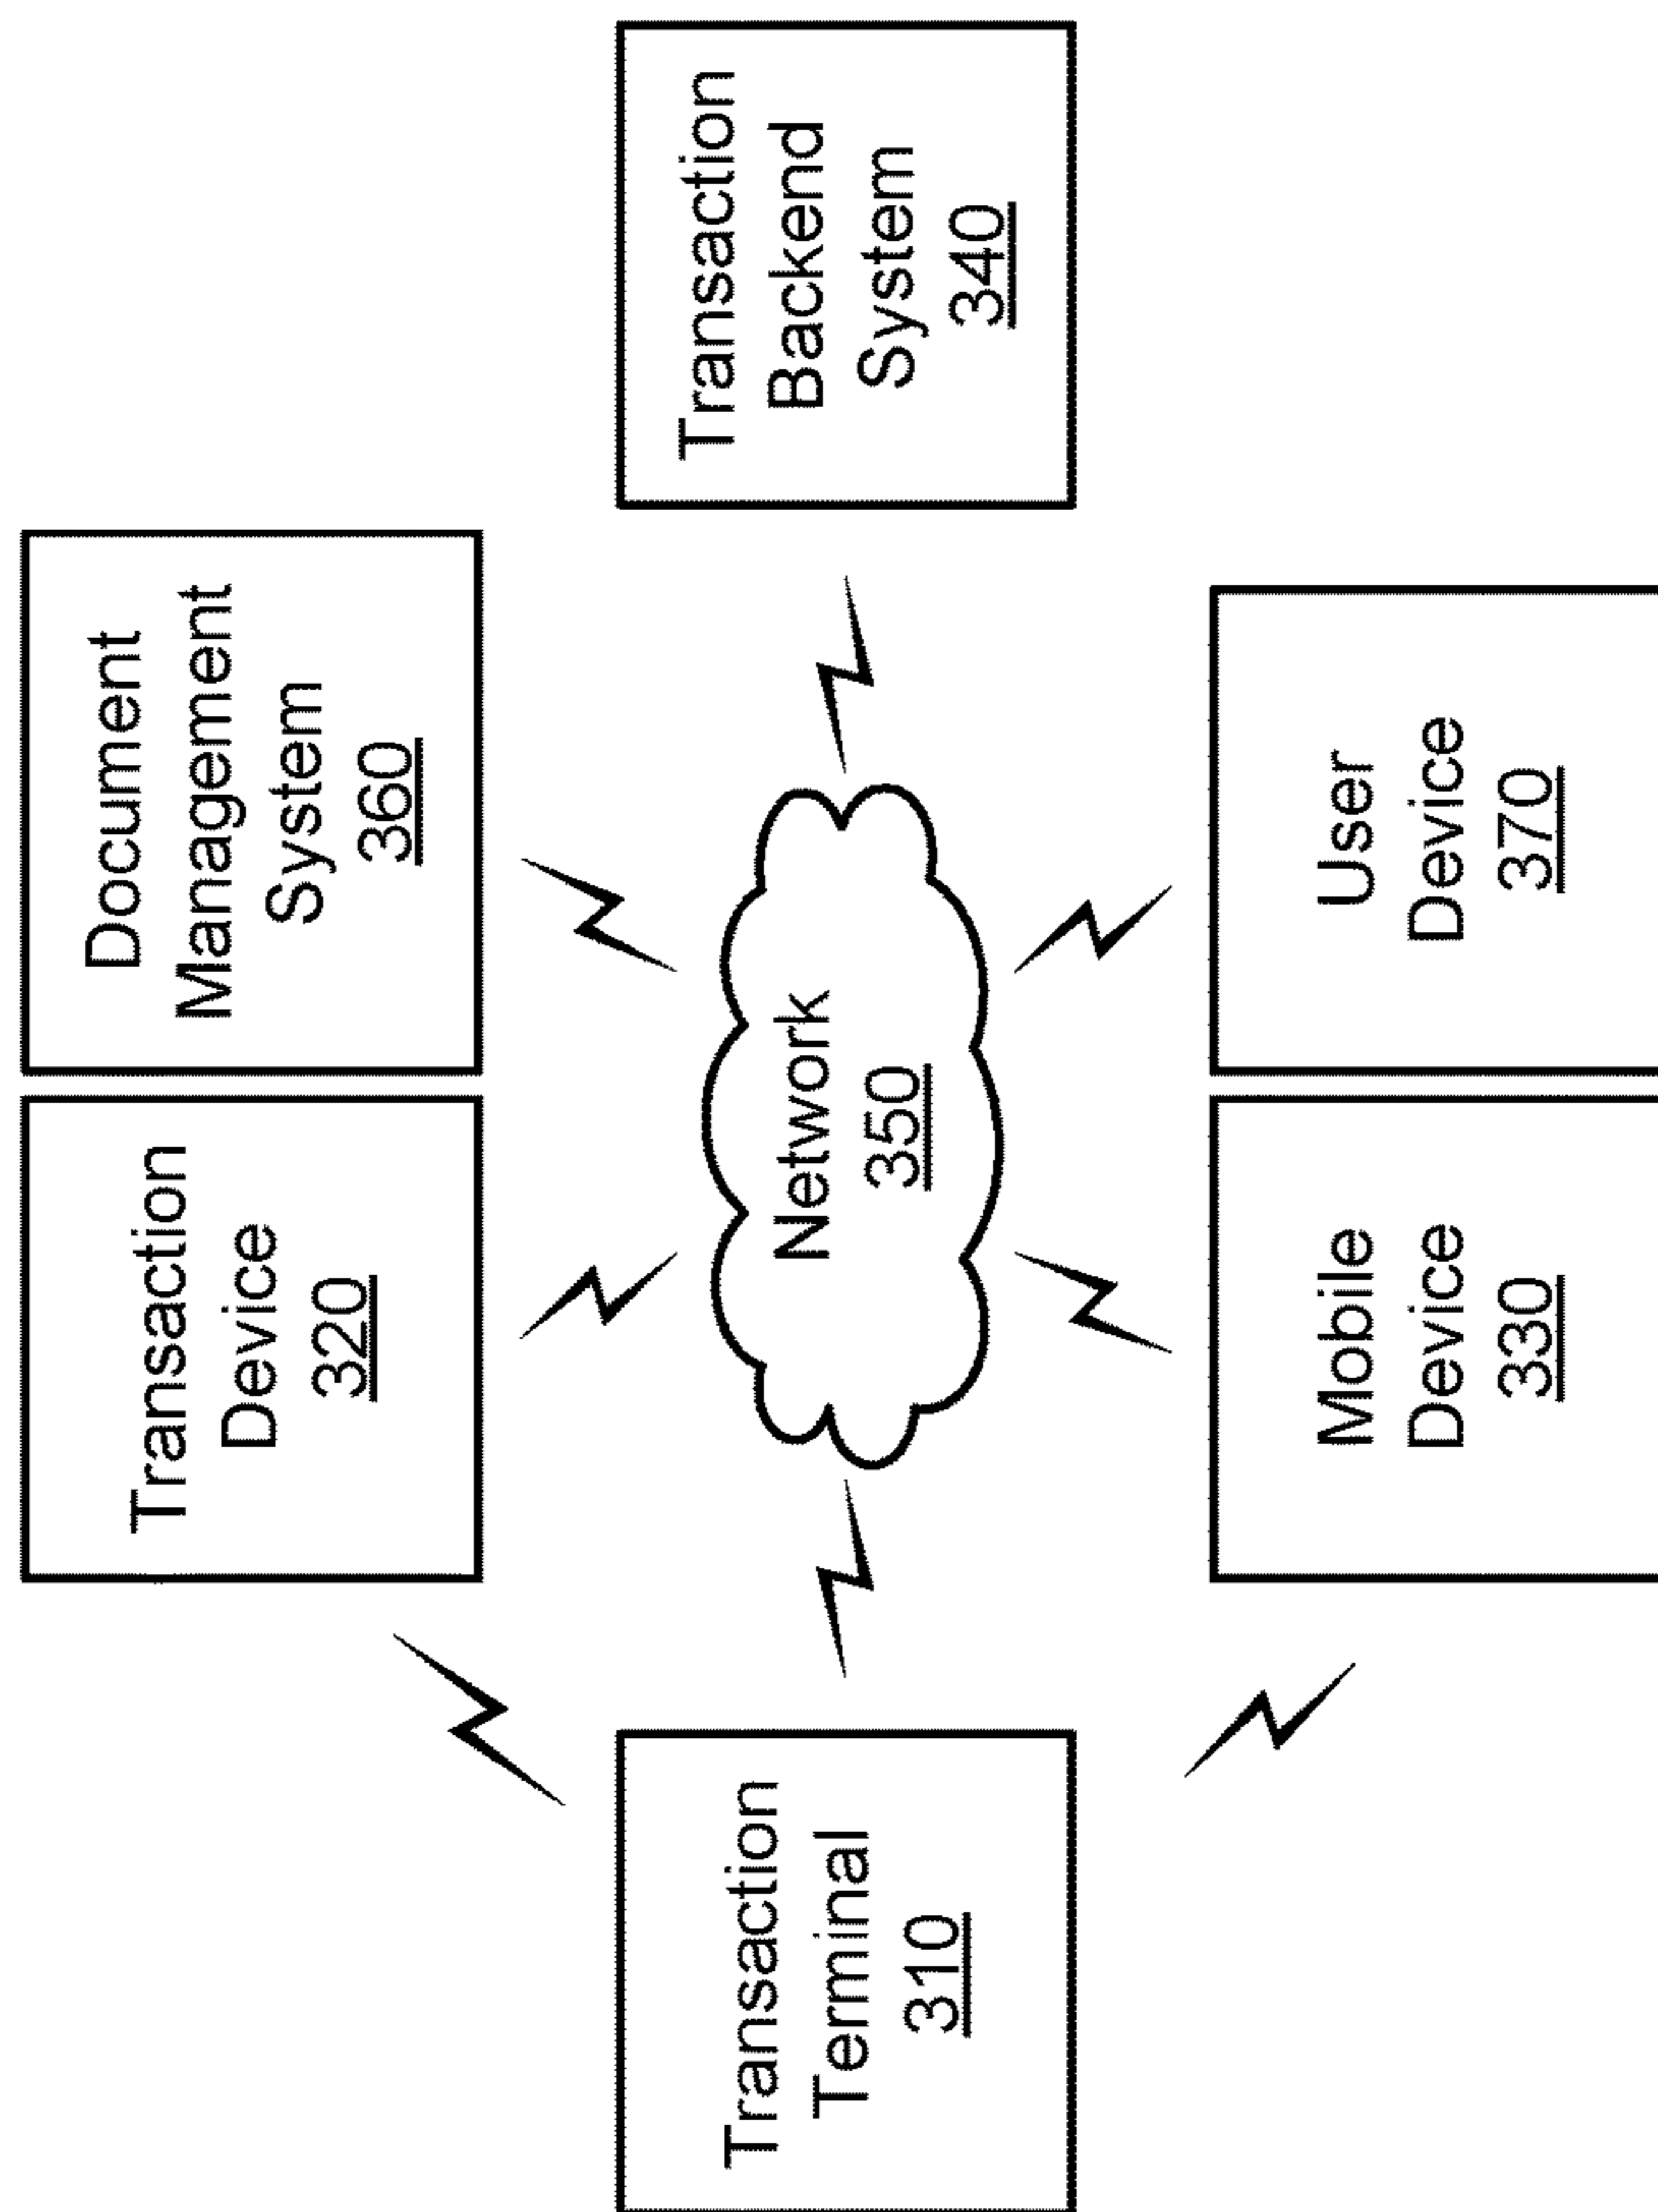 Transaction
Device
320
Document
Management
System
360
Transaction
Terminal
310
Network
350
Transaction
Backend
System
340
Mobile
Device
330
User
Device
370